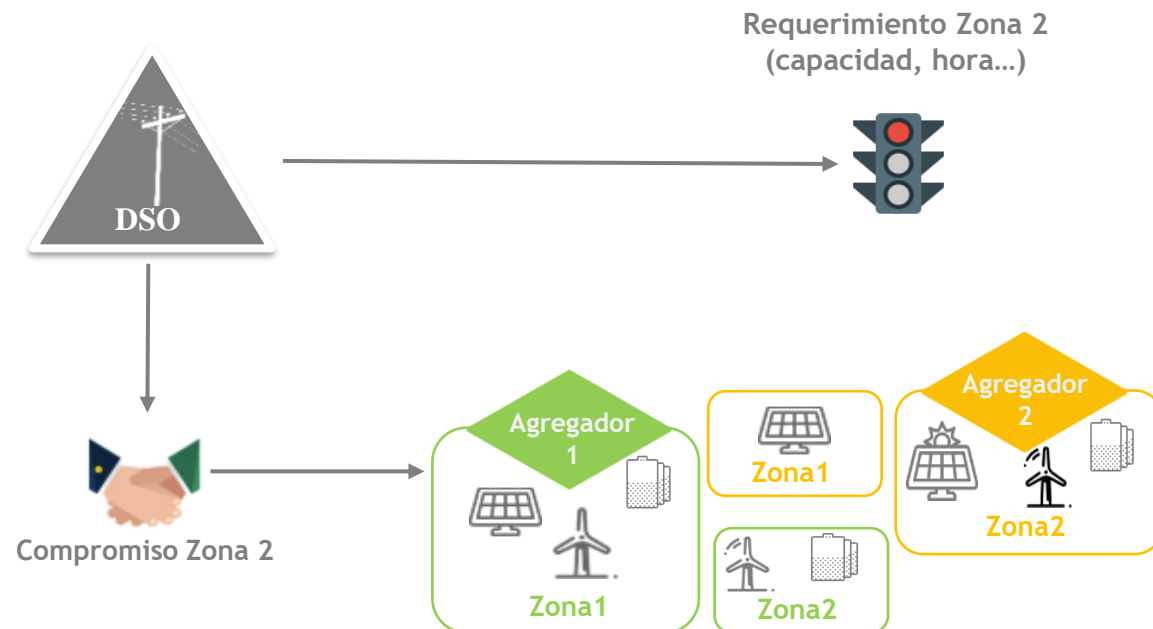 Requerimiento Zona 2
(capacidad, hora…)
DSO
Compromiso Zona 2
Agregador
1
Zona1
Zona1
Zona2
Agregador
2
Zona2